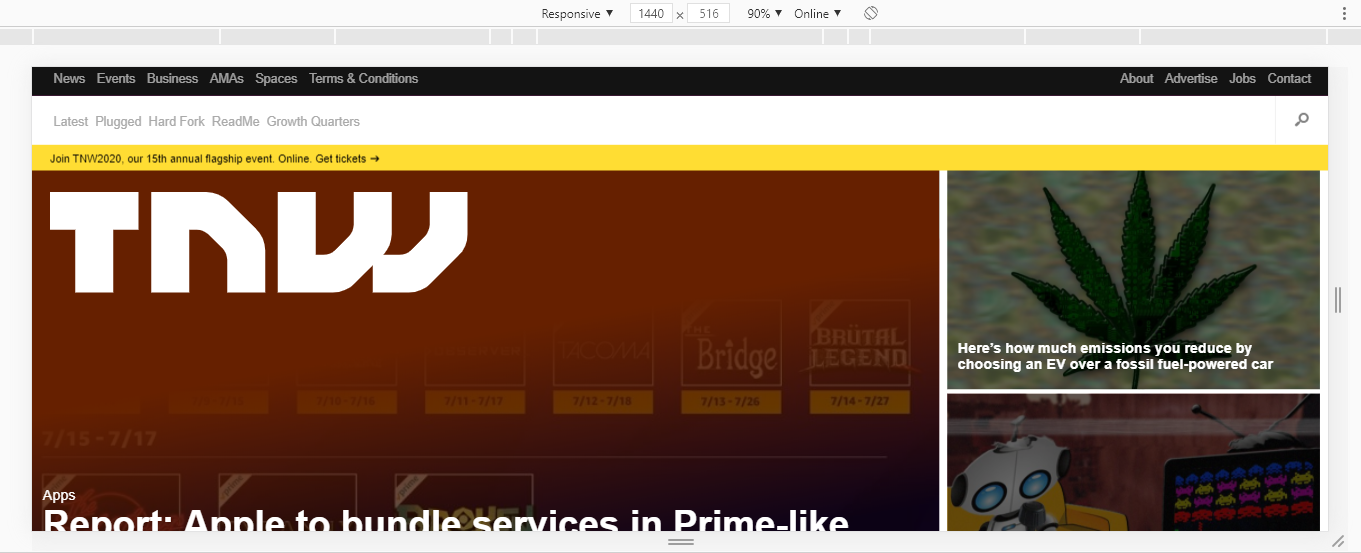 Responsive ▼ 1440 × 516 90% ▼ Online ▼
News Events Business AMAs Spaces Terms & Conditions About Advertise Jobs Contact
Latest Plugged Hard Fork ReadMe Growth Quarters
Join TNW2020, our 15th annual flagship event. Online. Get tickets →
TNW
TACOMA THE Bridge BRÜTAL LEGEND
7/10 - 7/16 7/11 - 7/17 7/12 - 7/18 7/13 - 7/26 7/14 - 7/27
7/15 - 7/17
Apps
Report: Apple to bundle services in Prime-like
Here's how much emissions you reduce by
choosing an EV over a fossil fuel-powered car